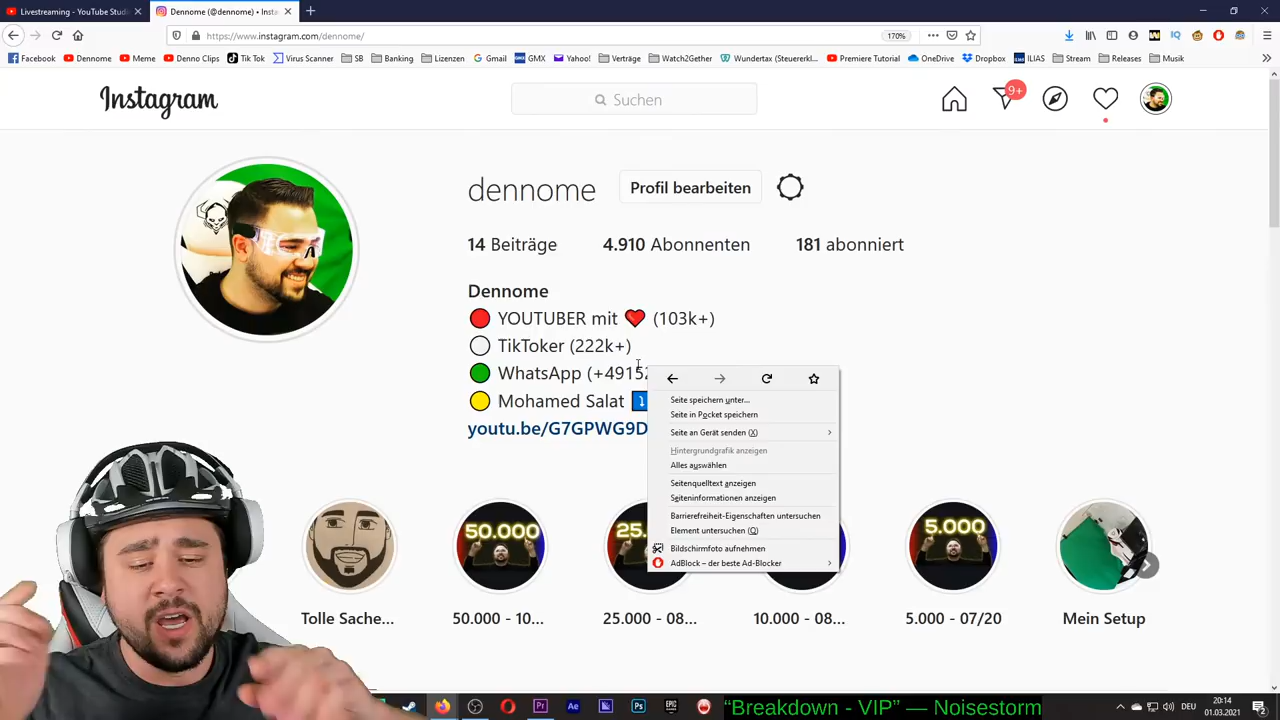 Livestreaming - YouTube Studi
Dennome (@dennome) • Insta
https://www.instagram.com/dennome/
170%
Facebook
Dennome
Meme
Denno Clips
Tik Tok
Virus Scanner
SB
Banking
Lizenzen
Gmail
GMX
Yahoo!
Verträge
Watch2Gether
Wundertax (Steuererkl...
Premiere Tutorial
OneDrive
Dropbox
ILIAS
Stream
Releases
Musik
Instagram
Suchen
9+
dennome
Profil bearbeiten
14 Beiträge
4.910 Abonnenten
181 abonniert
Dennome
YOUTUBER mit ❤️ (103k+)
TikToker (222k+)
WhatsApp (+49152
Mohamed Salat
youtu.be/G7GPWG9D
Seite speichern unter...
Seite in Pocket speichern
Seite an Gerät senden (X)
Hintergrundgrafik anzeigen
Alles auswählen
Seitenquelltext anzeigen
Seiteninformationen anzeigen
Barrierefreiheit-Eigenschaften untersuchen
Element untersuchen (Q)
Bildschirmfoto aufnehmen
AdBlock – der beste Ad-Blocker
50.000
25.
5.000
Tolle Sache...
50.000 - 10...
25.000 - 08...
10.000 - 08...
5.000 - 07/20
Mein Setup
"Breakdown - VIP" — Noisestorm
DEU
20:14
01.03.2021